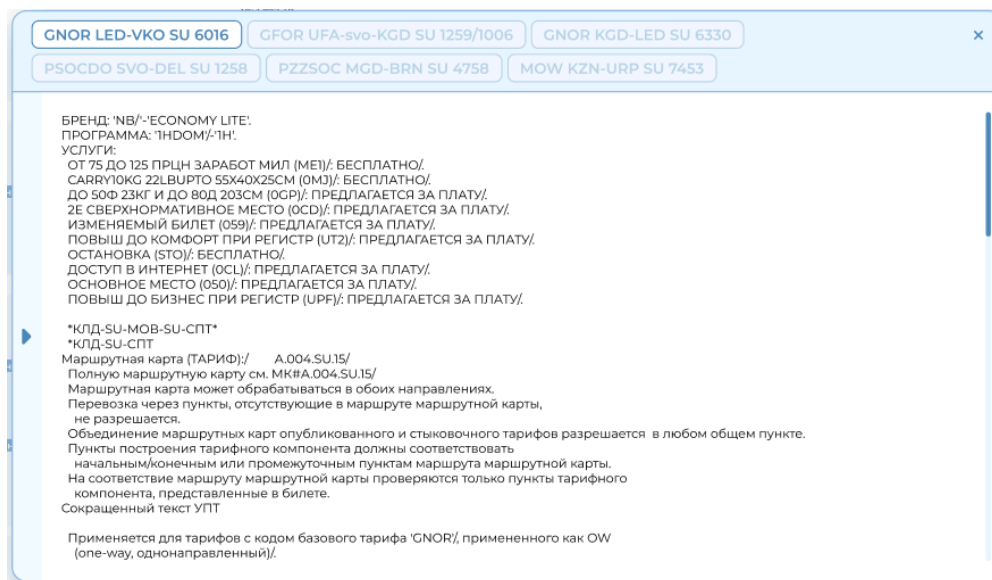 GNOR LED-VKO SU 6016
GFOR UFA-svo-KGD SU 1259/1006
GNOR KGD-LED SU 6330
PSOCDO SVO-DEL SU 1258
PZZSOC MGD-BRN SU 4758
MOW KZN-URP SU 7453
БРЕНД: 'NB/'-'ECONOMY LITE'.
ПРОГРАММА: '1HDOM'/-'1H'.
УСЛУГИ:
ОТ 75 ДО 125 ПРЦН ЗАРАБОТ МИЛ (ME1)/: БЕСПЛАТНО/.
CARRY10KG 22LBUPTO 55X40X25CM (0MJ)/: БЕСПЛАТНО/.
ДО 50Ф 23КГ И ДО 80Д 203СМ (0GP)/: ПРЕДЛАГАЕТСЯ ЗА ПЛАТУ/.
2Е СВЕРХНОРМАТИВНОЕ МЕСТО (0CD)/: ПРЕДЛАГАЕТСЯ ЗА ПЛАТУ/.
ИЗМЕНЯЕМЫЙ БИЛЕТ (059)/: ПРЕДЛАГАЕТСЯ ЗА ПЛАТУ/.
ПОВЫШ ДО КОМФОРТ ПРИ РЕГИСТР (UT2)/: ПРЕДЛАГАЕТСЯ ЗА ПЛАТУ/.
ОСТАНОВКА (STO)/: БЕСПЛАТНО/.
ДОСТУП В ИНТЕРНЕТ (0CL)/: ПРЕДЛАГАЕТСЯ ЗА ПЛАТУ/.
ОСНОВНОЕ МЕСТО (050)/: ПРЕДЛАГАЕТСЯ ЗА ПЛАТУ/.
ПОВЫШ ДО БИЗНЕС ПРИ РЕГИСТР (UPF)/: ПРЕДЛАГАЕТСЯ ЗА ПЛАТУ/.
*КЛД-SU-МОВ-SU-СПТ*
*КЛД-SU-СПТ
Маршрутная карта (ТАРИФ):/ A.004.SU.15/
Полную маршрутную карту см. МК#A.004.SU.15/
Маршрутная карта может обрабатываться в обоих направлениях.
Перевозка через пункты, отсутствующие в маршруте маршрутной карты,
не разрешается.
Объединение маршрутных карт опубликованного и стыковочного тарифов разрешается в любом общем пункте.
Пункты построения тарифного компонента должны соответствовать
начальным/конечным или промежуточным пунктам маршрута маршрутной карты.
На соответствие маршруту маршрутной карты проверяются только пункты тарифного
компонента, представленные в билете.
Сокращенный текст УПТ
Применяется для тарифов с кодом базового тарифа 'GNOR'/, примененного как OW
(one-way, однонаправленный)/.